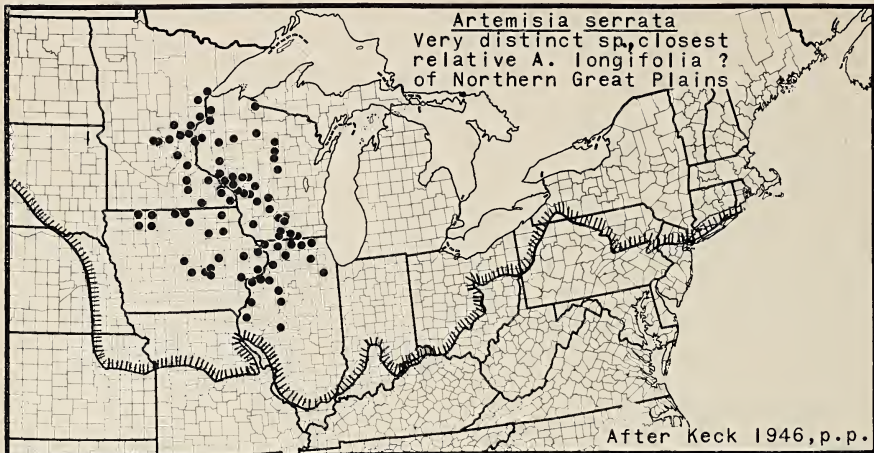 Artemisia serrata
Very distinct sp., closest
relative A. longifolia ?
of Northern Great Plains
After Keck 1946, p.p.